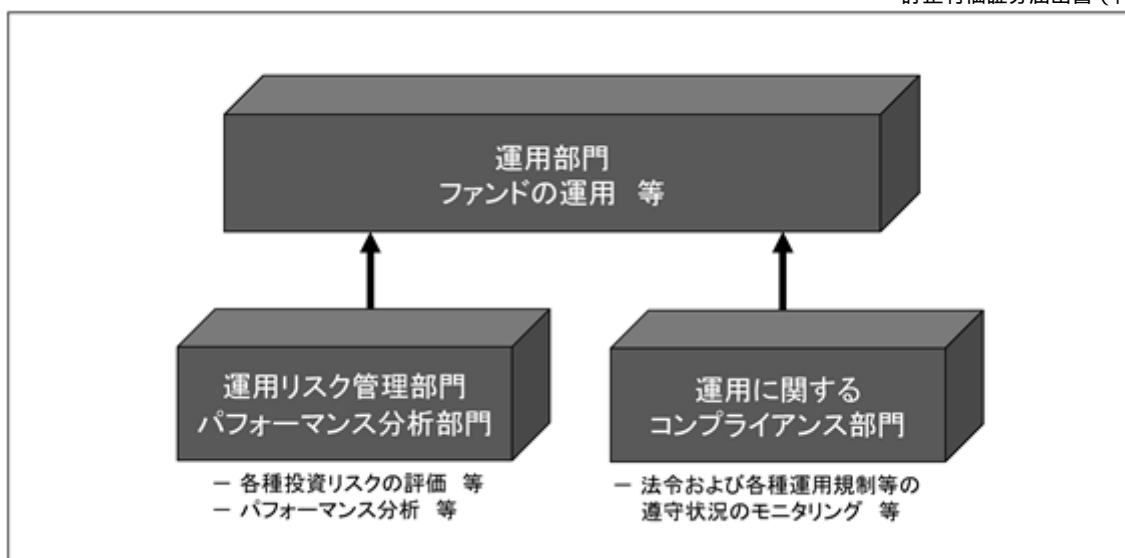 運用部門
ファンドの運用 等
運用リスク管理部門
パフォーマンス分析部門
運用に関する
コンプライアンス部門
− 各種投資リスクの評価 等
− パフォーマンス分析 等
− 法令および各種運用規制等の
遵守状況のモニタリング 等